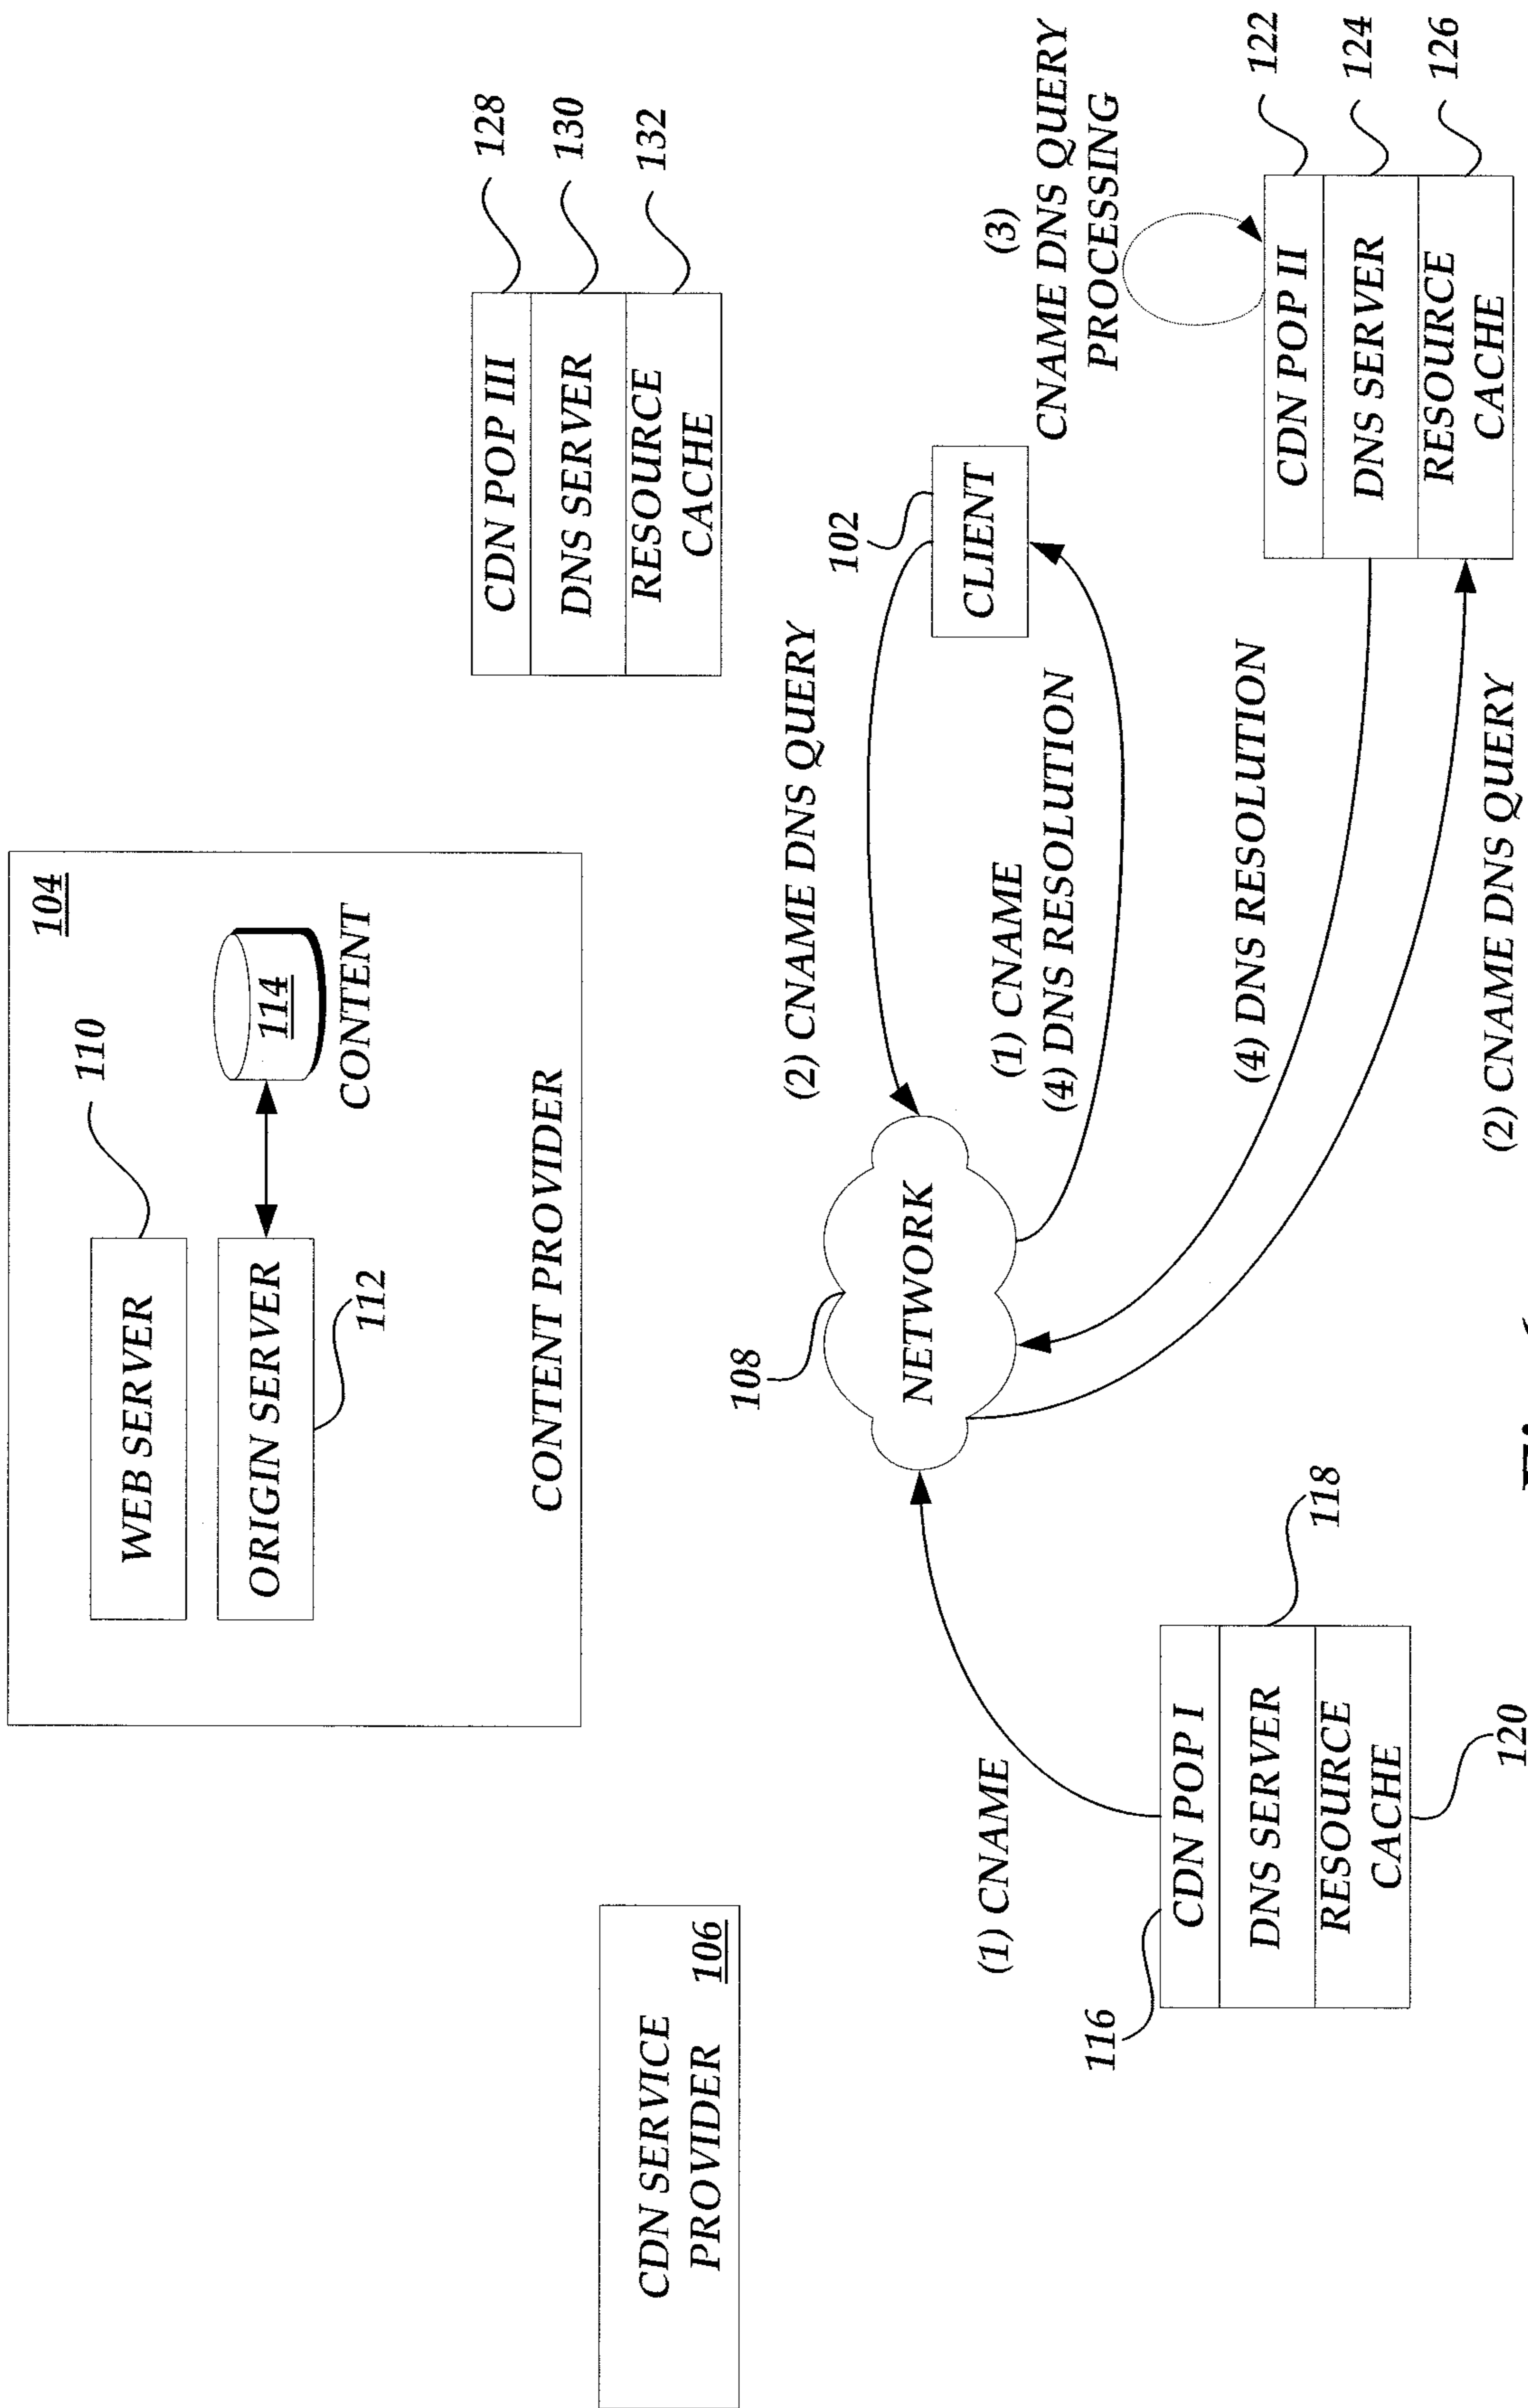 104
WEB SERVER
110
ORIGIN SERVER
112
114
CONTENT
CONTENT PROVIDER
CDN SERVICE
PROVIDER 106
CDN POP III
128
DNS SERVER
130
RESOURCE
CACHE
132
108
NETWORK
(2) CNAME DNS QUERY
102
CLIENT
(1) CNAME
(4) DNS RESOLUTION
(3)
CNAME DNS QUERY
PROCESSING
(1) CNAME
116
CDN POP I
DNS SERVER
118
RESOURCE
CACHE
120
(4) DNS RESOLUTION
(2) CNAME DNS QUERY
CDN POP II
122
DNS SERVER
124
RESOURCE
CACHE
126